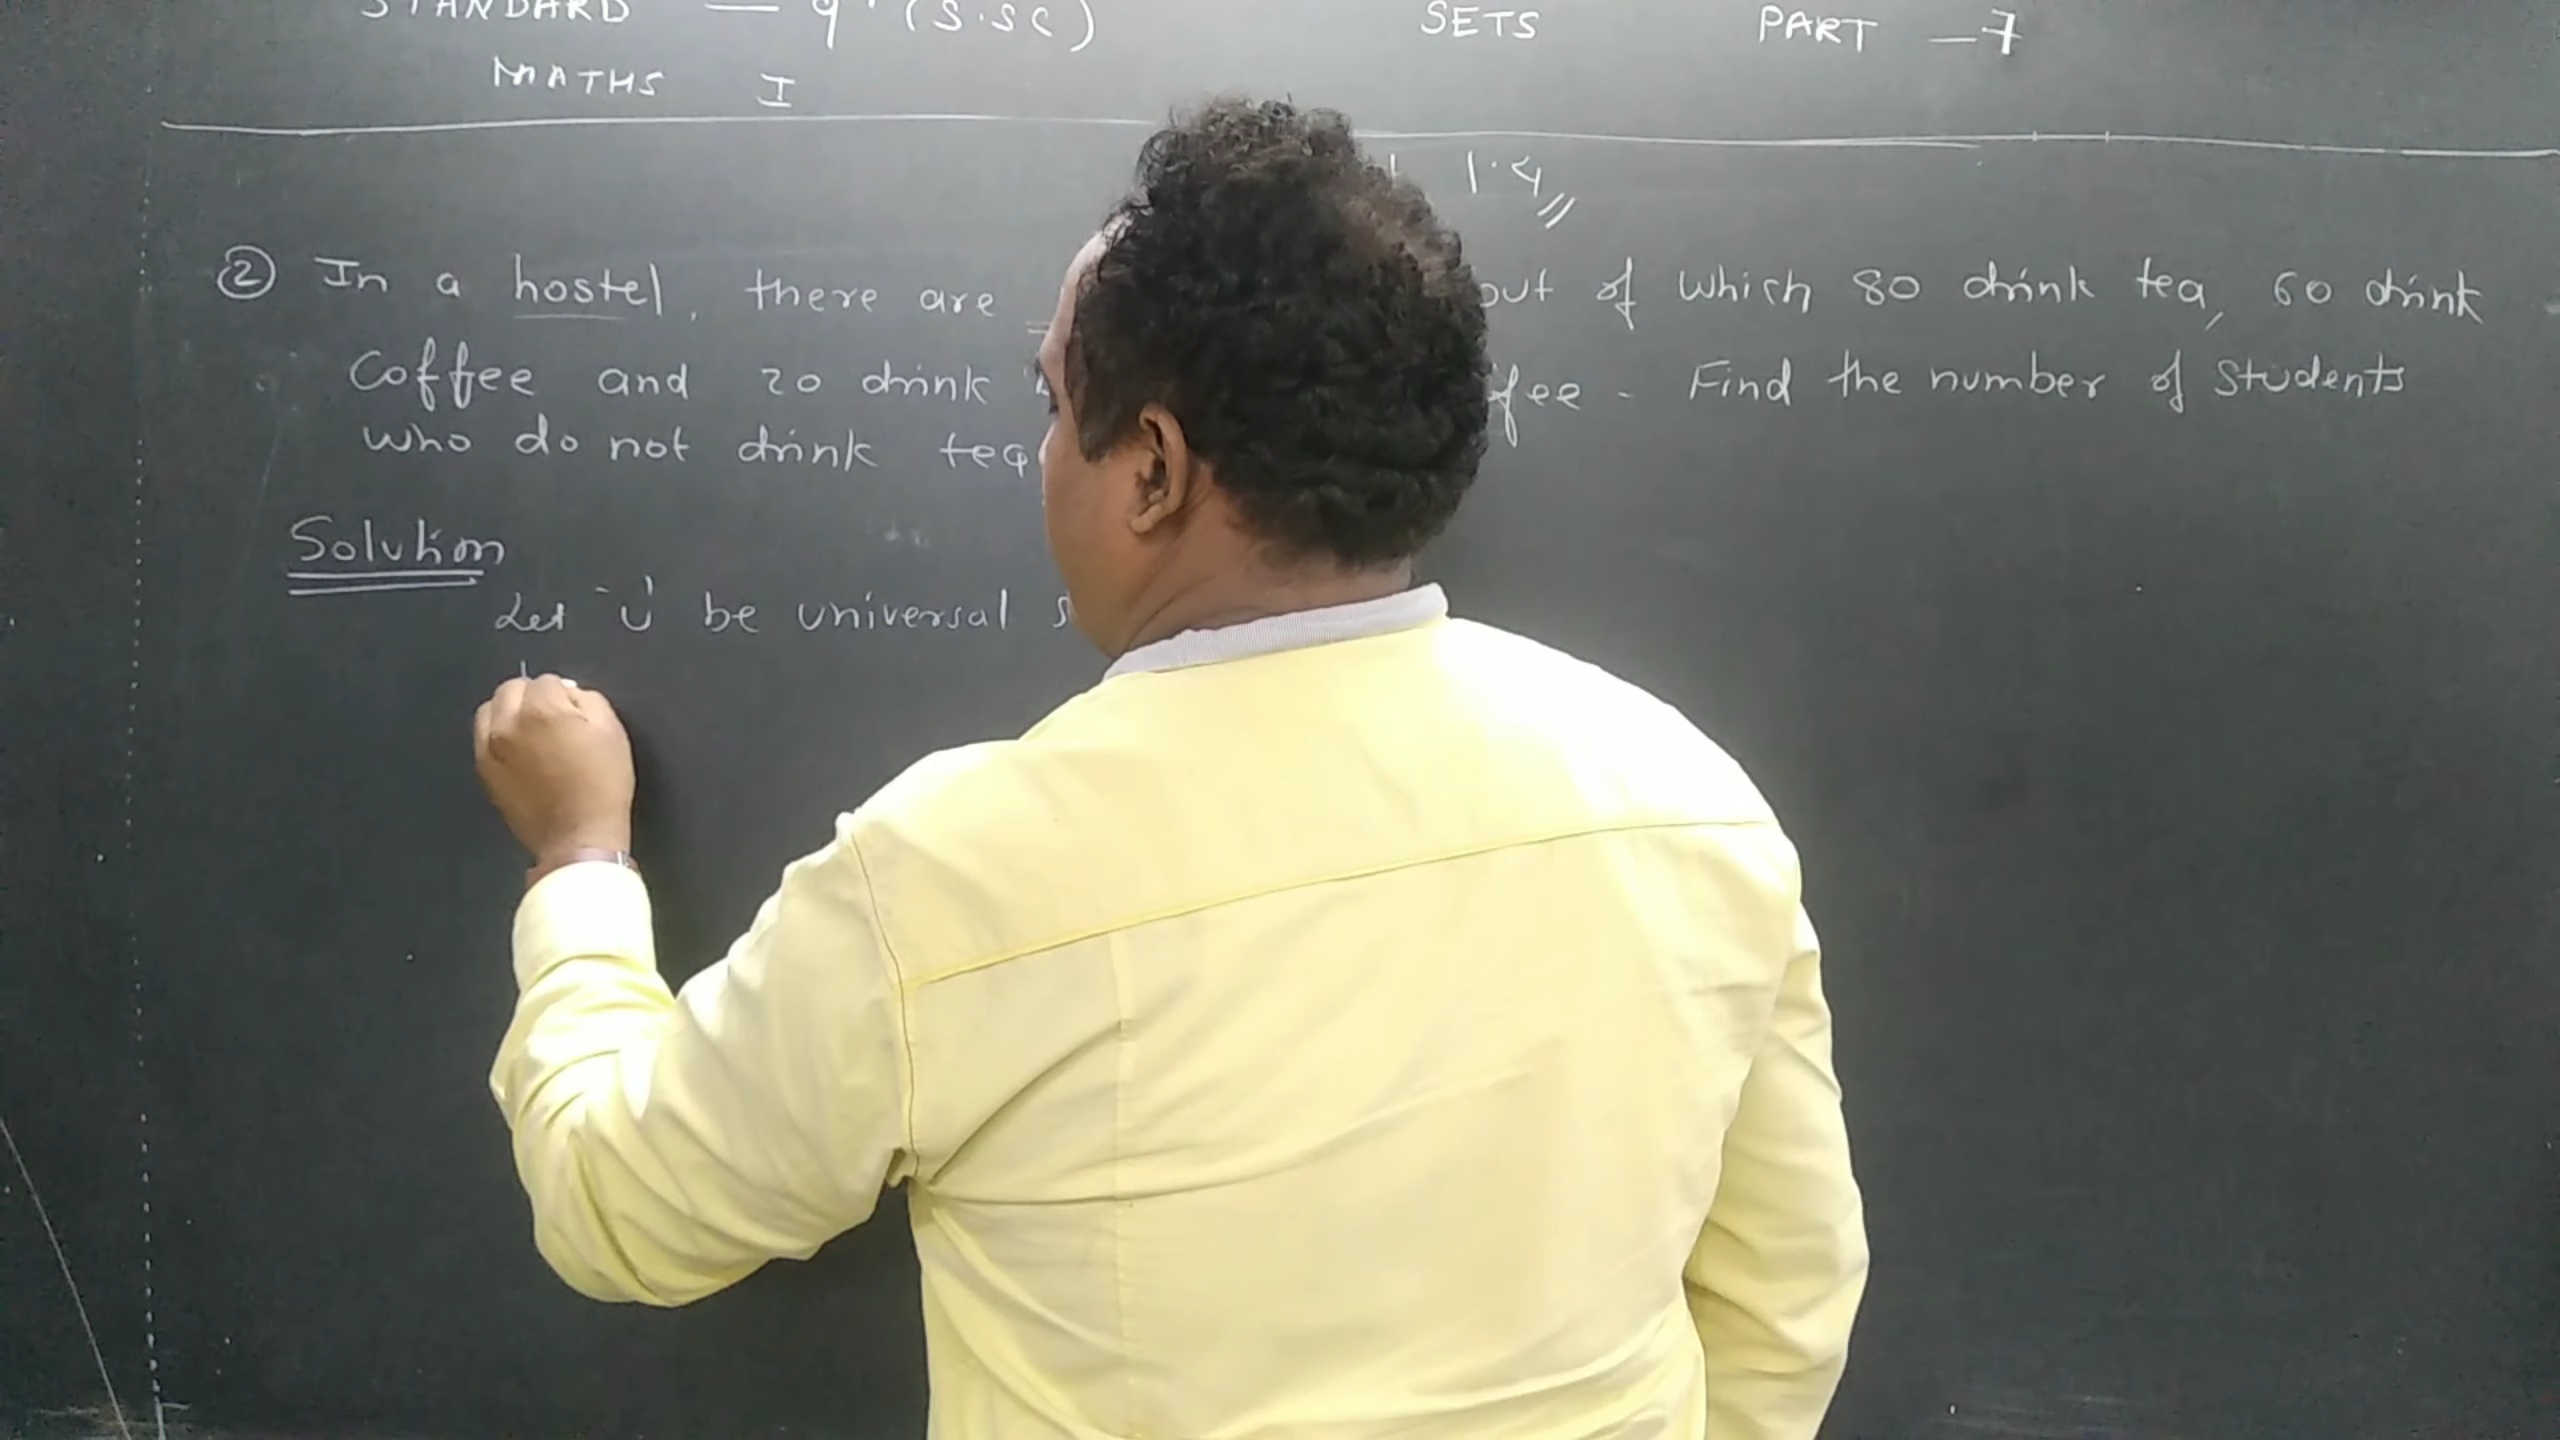 STANDARD — 9 (S.SC) SETS PART - 7
MATHS I
1.4
② In a hostel, there are out of which 80 drink tea, 60 drink
Coffee and 20 drink Find the number of students
who do not drink tea
Solution
Let 'U' be universal